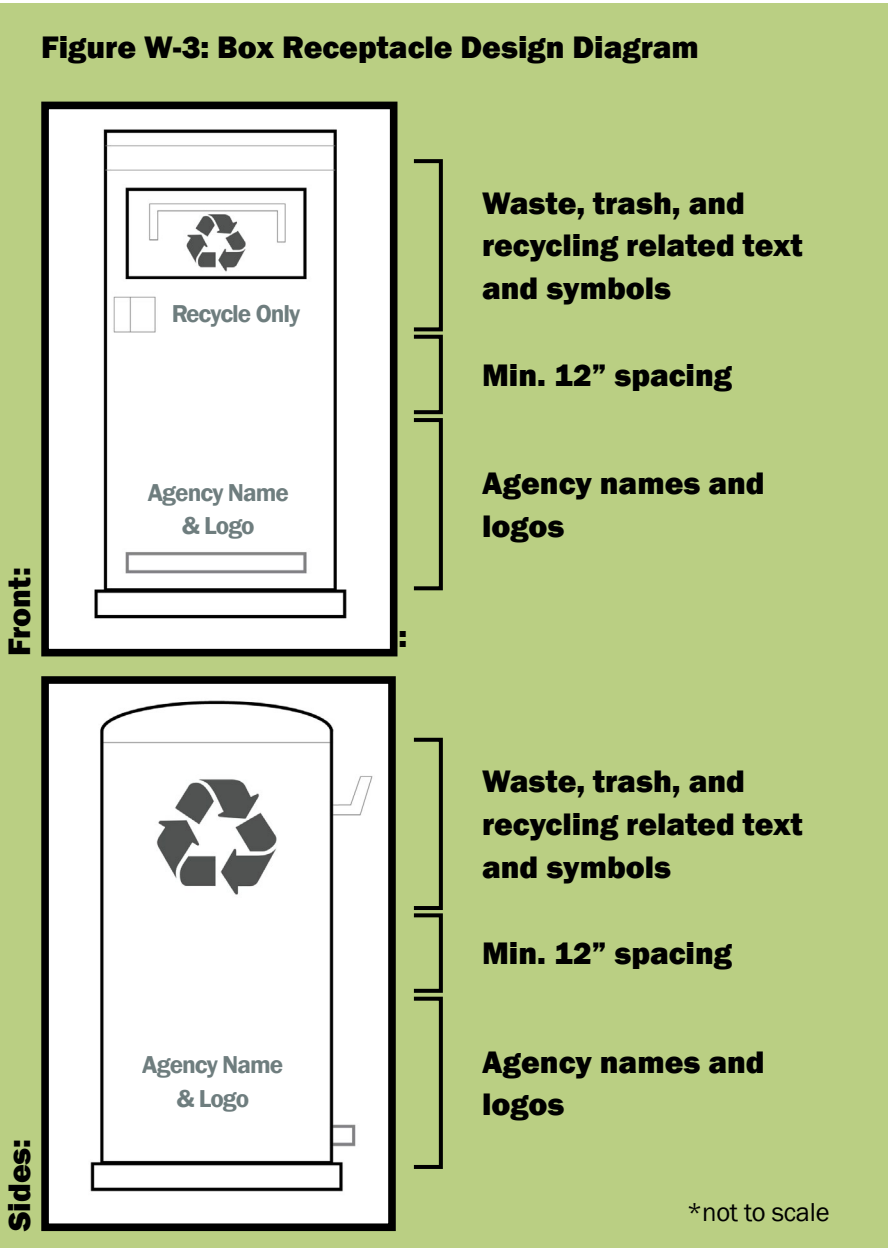 Figure W-3: Box Receptacle Design Diagram
Front:
Recycle Only
Agency Name
& Logo
Waste, trash, and
recycling related text
and symbols
Min. 12” spacing
Agency names and
logos
:
Sides:
Agency Name
& Logo
Waste, trash, and
recycling related text
and symbols
Min. 12” spacing
Agency names and
logos
*not to scale